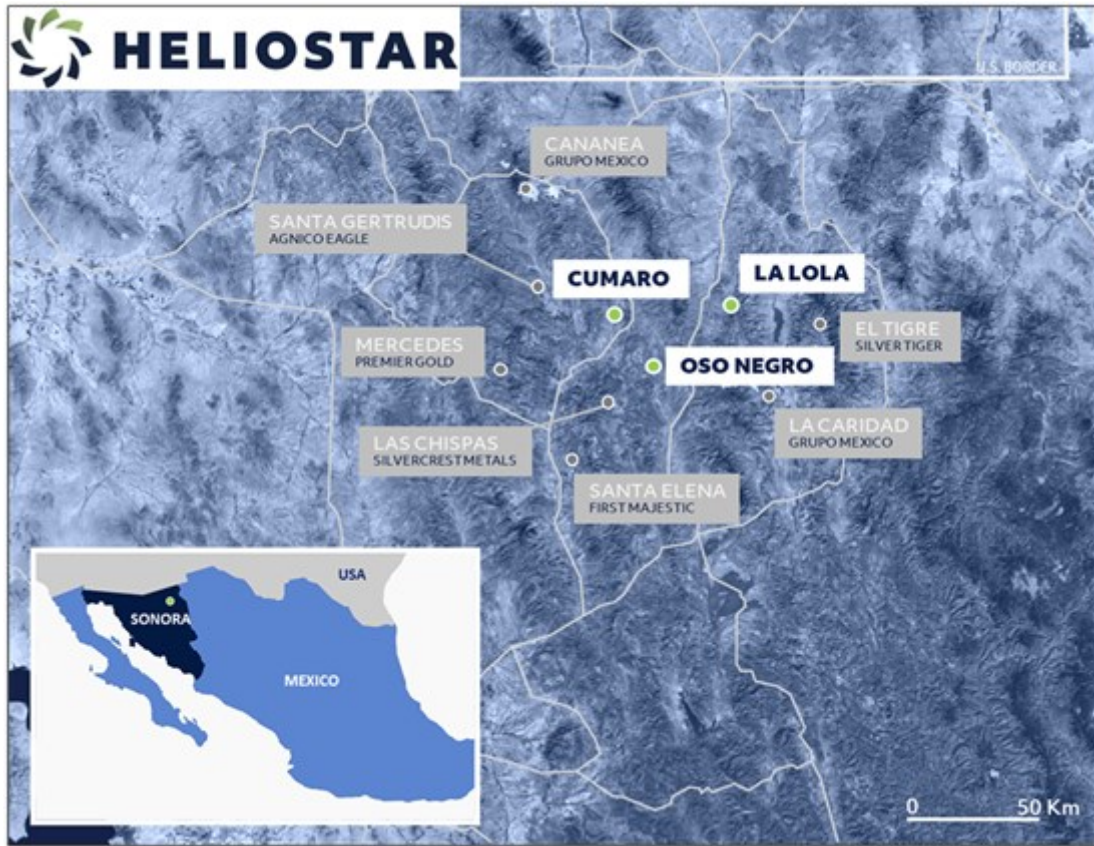 HELIOSTAR
U.S. BORDER
CANANEA
GRUPO MEXICO
SANTA GERTRUDIS
AGNICO EAGLE
CUMARO
LA LOLA
MERCEDES
PREMIER GOLD
EL TIGRE
SILVER TIGER
OSO NEGRO
LAS CHISPAS
SILVERCREST METALS
LA CARIDAD
GRUPO MEXICO
SANTA ELENA
FIRST MAJESTIC
USA
SONORA
MEXICO
0 50 Km